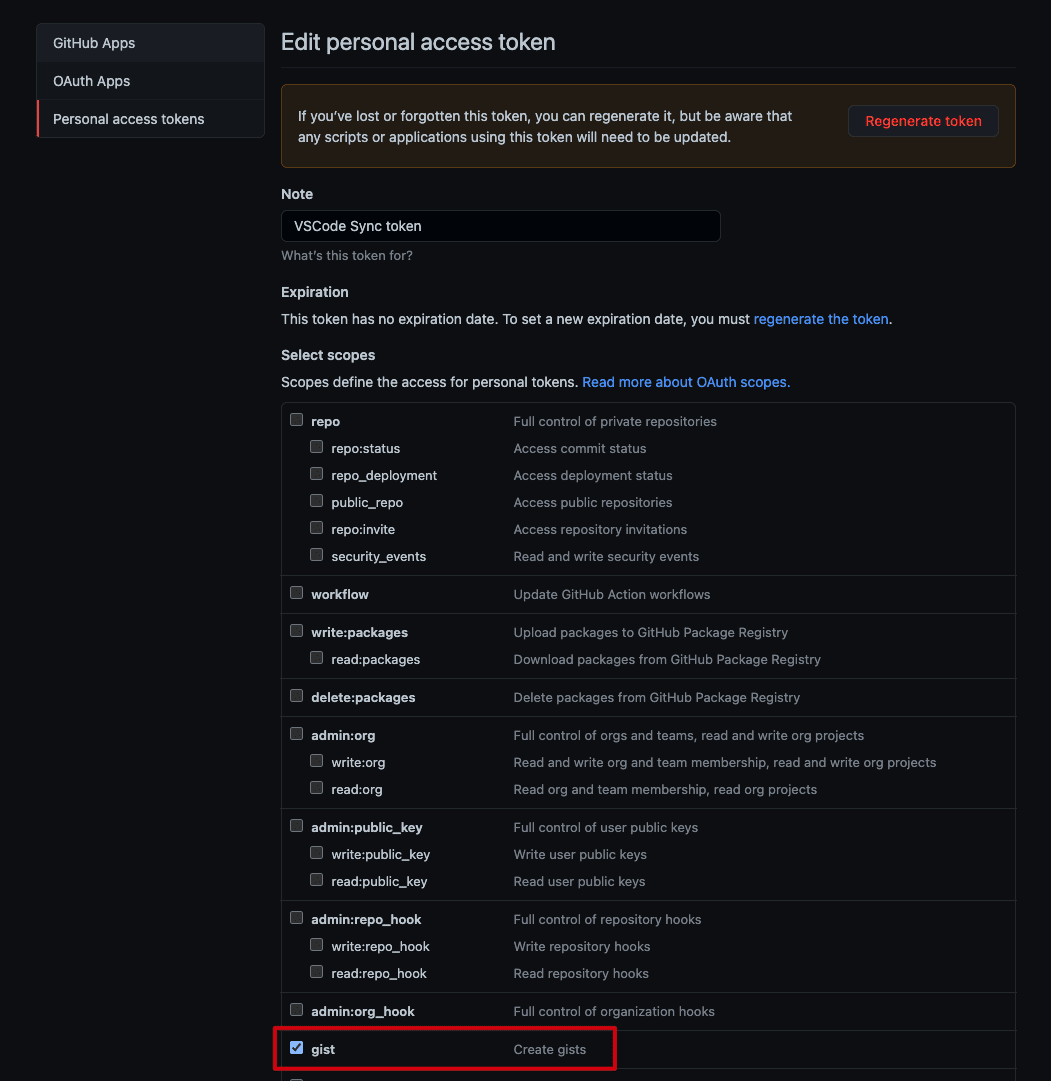 GitHub Apps
OAuth Apps
Personal access tokens
Edit personal access token
If you’ve lost or forgotten this token, you can regenerate it, but be aware that
any scripts or applications using this token will need to be updated.
Regenerate token
Note
VSCode Sync token
What’s this token for?
Expiration
This token has no expiration date. To set a new expiration date, you must regenerate the token.
Select scopes
Scopes define the access for personal tokens. Read more about OAuth scopes.
repo Full control of private repositories
repo:status Access commit status
repo_deployment Access deployment status
public_repo Access public repositories
repo:invite Access repository invitations
security_events Read and write security events
workflow Update GitHub Action workflows
write:packages Upload packages to GitHub Package Registry
read:packages Download packages from GitHub Package Registry
delete:packages Delete packages from GitHub Package Registry
admin:org Full control of orgs and teams, read and write org projects
write:org Read and write org and team membership, read and write org projects
read:org Read org and team membership, read org projects
admin:public_key Full control of user public keys
write:public_key Write user public keys
read:public_key Read user public keys
admin:repo_hook Full control of repository hooks
write:repo_hook Write repository hooks
read:repo_hook Read repository hooks
admin:org_hook Full control of organization hooks
gist Create gists